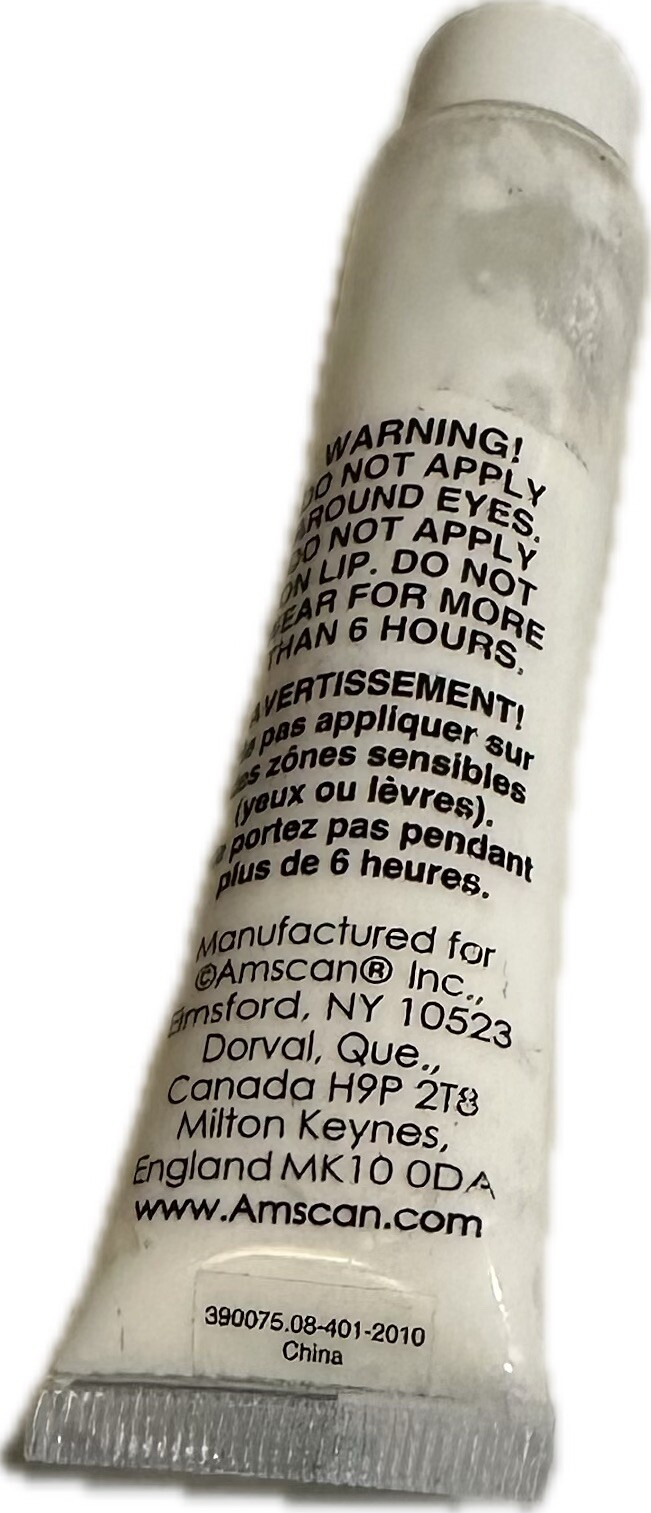 WARNING!
DO NOT APPLY
AROUND EYES.
DO NOT APPLY
ON LIP. DO NOT
WEAR FOR MORE
THAN 6 HOURS.
AVERTISSEMENT!
pas appliquer sur
zónes sensibles
(yeux ou lèvres).
portez pas pendant
plus de 6 heures.
Manufactured for
©Amscan® Inc.,
Elmsford, NY 10523
Dorval, Que.,
Canada H9P 2T8
Milton Keynes,
England MK10 0DA
www.Amscan.com
390075.08-401-2010
China